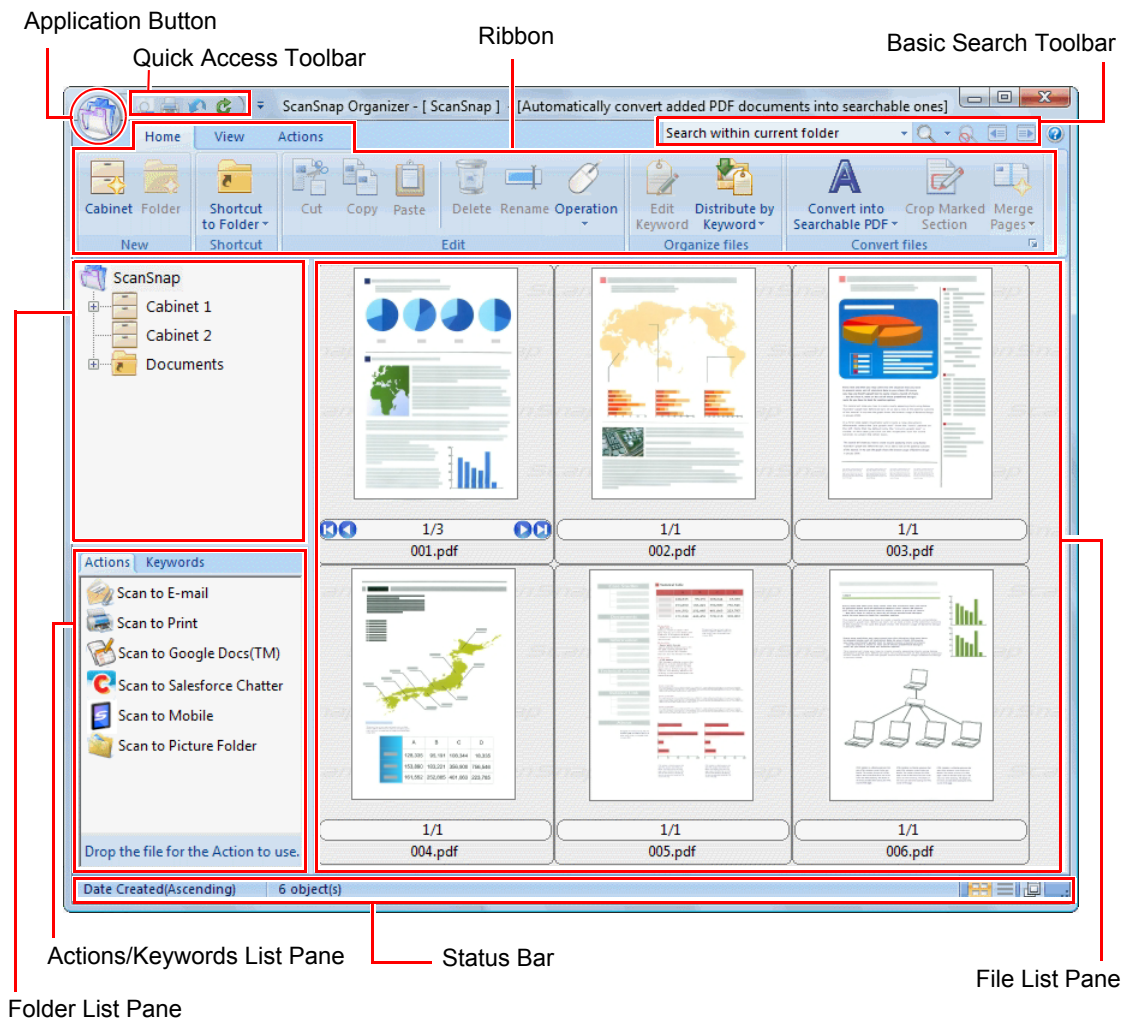 Application Button
Quick Access Toolbar
Ribbon
Basic Search Toolbar
ScanSnap Organizer - [ ScanSnap ] - [Automatically convert added PDF documents into searchable ones]
Home View Actions
Search within current folder
Cabinet Folder
Shortcut to Folder
Cut Copy Paste Delete Rename Operation
Edit Keyword
Distribute by Keyword
Convert into Searchable PDF
Crop Marked Section
Merge Pages
New Shortcut Edit Organize files Convert files
ScanSnap
Cabinet 1
Cabinet 2
Documents
1/3 1/1 1/1
001.pdf 002.pdf 003.pdf
Actions Keywords
Scan to E-mail
Scan to Print
Scan to Google Docs(TM)
Scan to Salesforce Chatter
Scan to Mobile
Scan to Picture Folder
Drop the file for the Action to use.
A B C D
1/1 1/1 1/1
004.pdf 005.pdf 006.pdf
Date Created(Ascending) 6 object(s)
Actions/Keywords List Pane
Status Bar
File List Pane
Folder List Pane